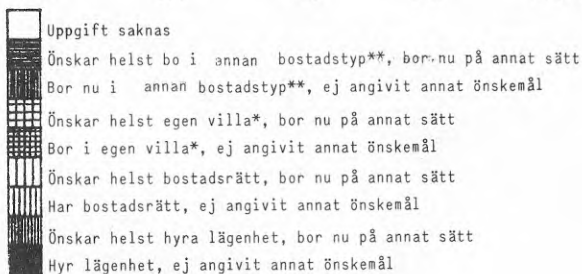 Uppgift saknas
Önskar helst bo i annan bostadstyp**, bor nu på annat sätt
Bor nu i annan bostadstyp**, ej angivit annat önskemål
Önskar helst egen villa*, bor nu på annat sätt
Bor i egen villa*, ej angivit annat önskemål
Önskar helst bostadsrätt, bor nu på annat sätt
Har bostadsrätt, ej angivit annat önskemål
Önskar helst hyra lägenhet, bor nu på annat sätt
Hyr lägenhet, ej angivit annat önskemål